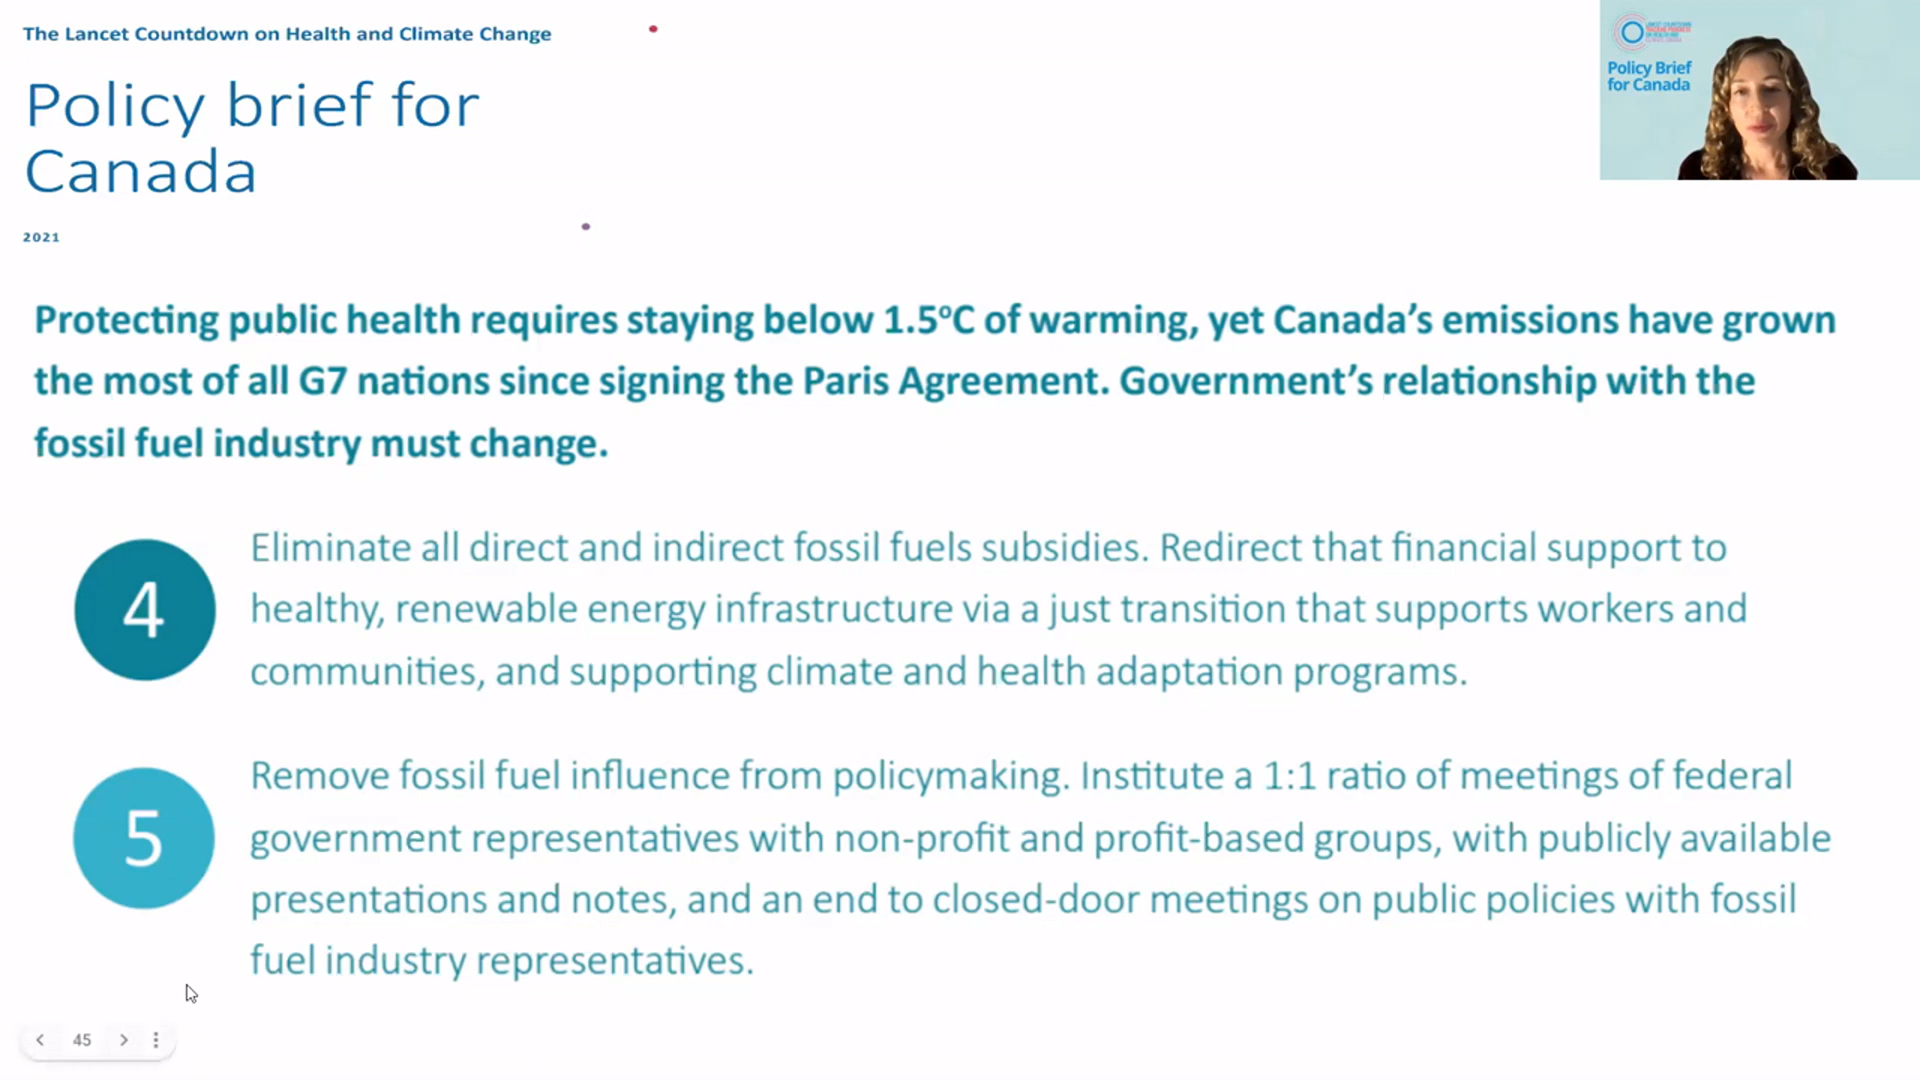 The Lancet Countdown on Health and Climate Change
Policy brief for
Canada
2021
Policy Brief
for Canada
Protecting public health requires staying below 1.5°C of warming, yet Canada’s emissions have grown
the most of all G7 nations since signing the Paris Agreement. Government’s relationship with the
fossil fuel industry must change.
4
Eliminate all direct and indirect fossil fuels subsidies. Redirect that financial support to
healthy, renewable energy infrastructure via a just transition that supports workers and
communities, and supporting climate and health adaptation programs.
5
Remove fossil fuel influence from policymaking. Institute a 1:1 ratio of meetings of federal
government representatives with non-profit and profit-based groups, with publicly available
presentations and notes, and an end to closed-door meetings on public policies with fossil
fuel industry representatives.
45